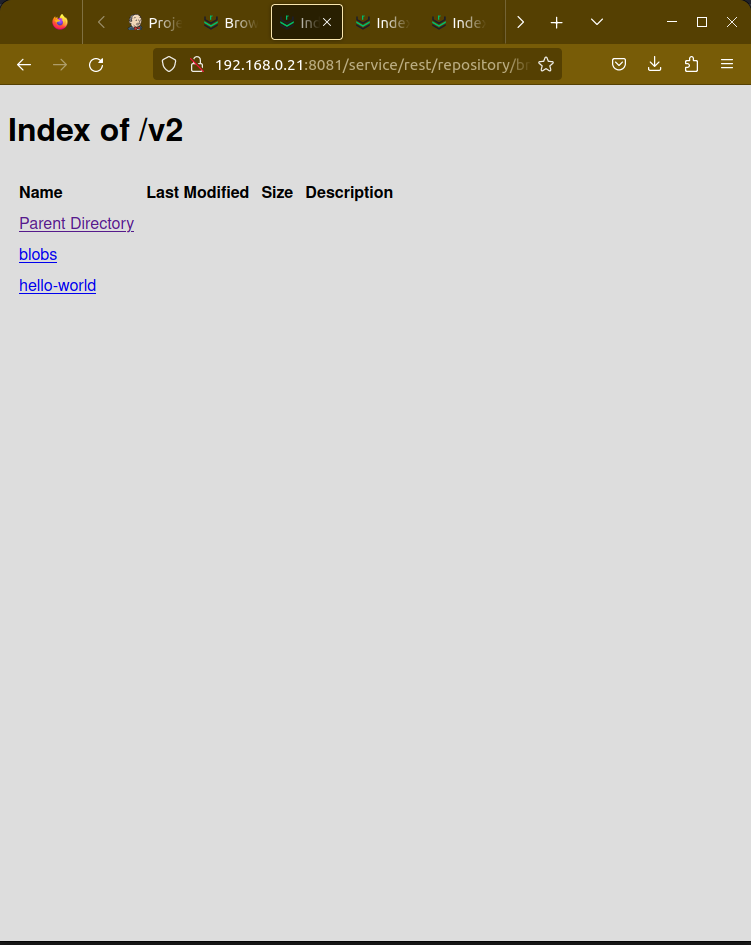 Proje
Brow
Ind
Index
Index
192.168.0.21:8081/service/rest/repository/br
Index of /v2
Name Last Modified Size Description
Parent Directory
blobs
hello-world